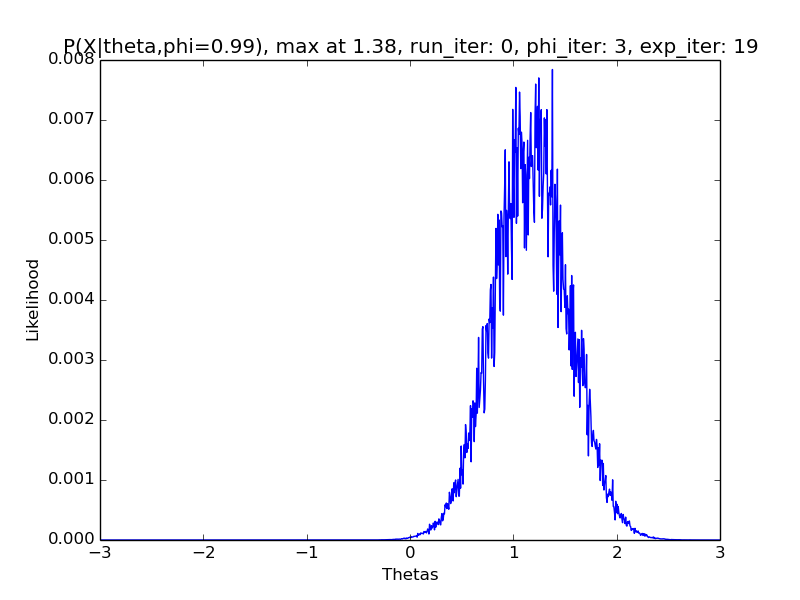 P(X|theta,phi=0.99), max at 1.38, run_iter: 0, phi_iter: 3, exp_iter: 19
0.008
0.007
0.006
0.005
0.004
0.003
0.002
0.001
0.000
Likelihood
−3 −2 −1 0 1 2 3
Thetas